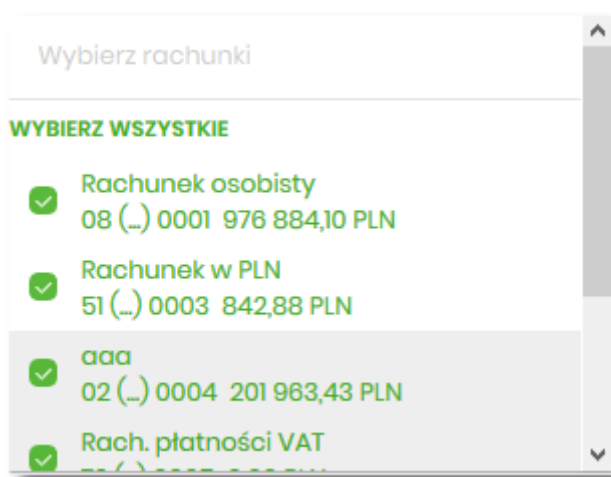 Wybierz rachunki
WYBIERZ WSZYSTKIE
Rachunek osobisty
08 (...) 0001 976 884,10 PLN
Rachunek w PLN
51 (...) 0003 842,88 PLN
aaa
02 (...) 0004 201 963,43 PLN
Rach. płatności VAT